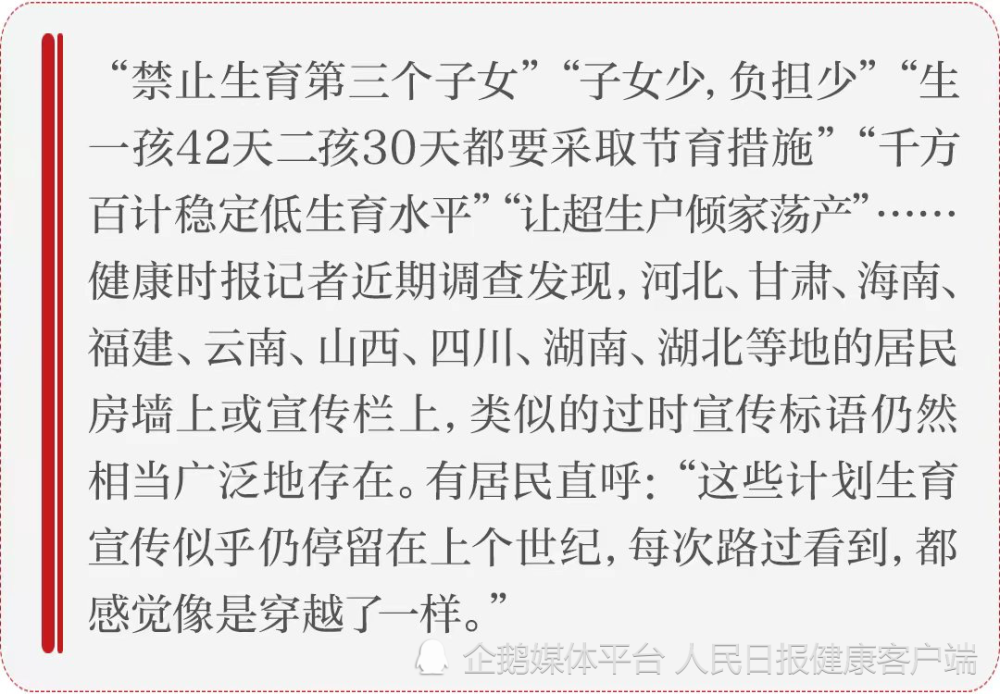 “禁止生育第三个子女”“子女少，负担少”“生
一孩42天二孩30天都要采取节育措施”“千方
百计稳定低生育水平”“让超生户倾家荡产”……
健康时报记者近期调查发现，河北、甘肃、海南、
福建、云南、山西、四川、湖南、湖北等地的居民
房墙上或宣传栏上，类似的过时宣传标语仍然
相当广泛地存在。有居民直呼：“这些计划生育
宣传似乎仍停留在上个世纪，每次路过看到，都
感觉像是穿越了一样。”
企鹅媒体平台 人民日报健康客户端